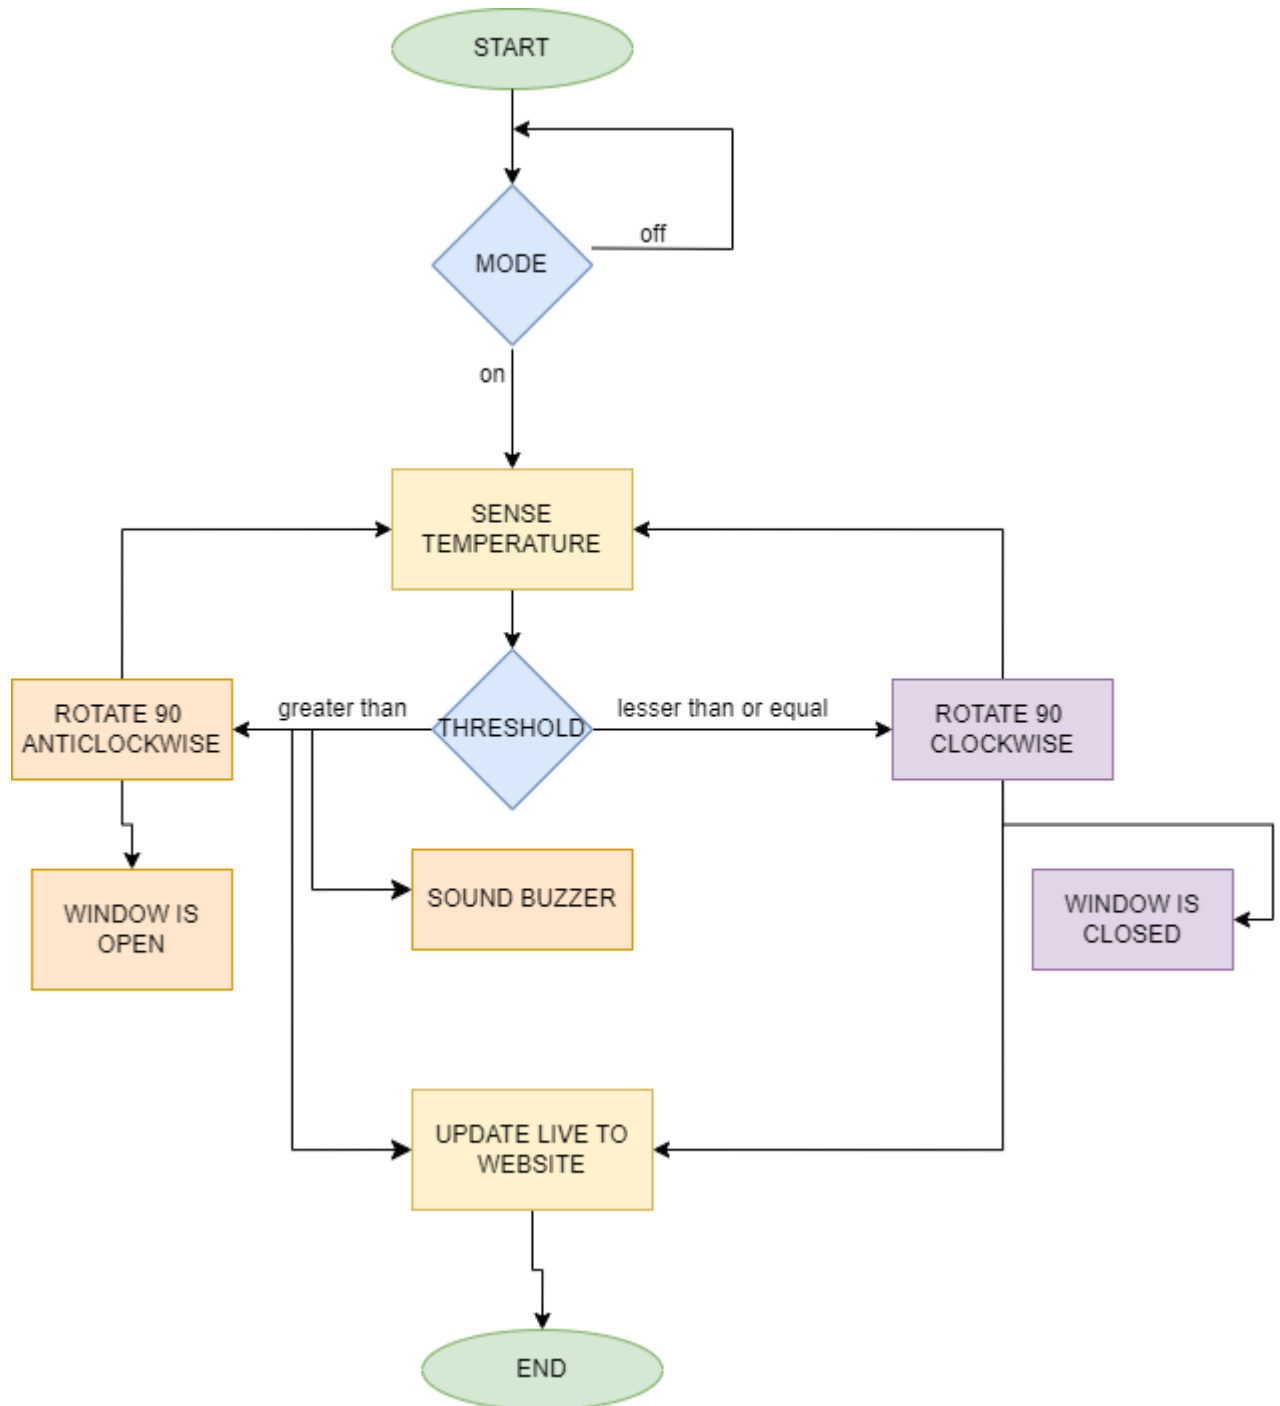 START
off
MODE
on
SENSE
TEMPERATURE
greater than
THRESHOLD
lesser than or equal
ROTATE 90
ANTICLOCKWISE
ROTATE 90
CLOCKWISE
SOUND BUZZER
WINDOW IS
OPEN
WINDOW IS
CLOSED
UPDATE LIVE TO
WEBSITE
END